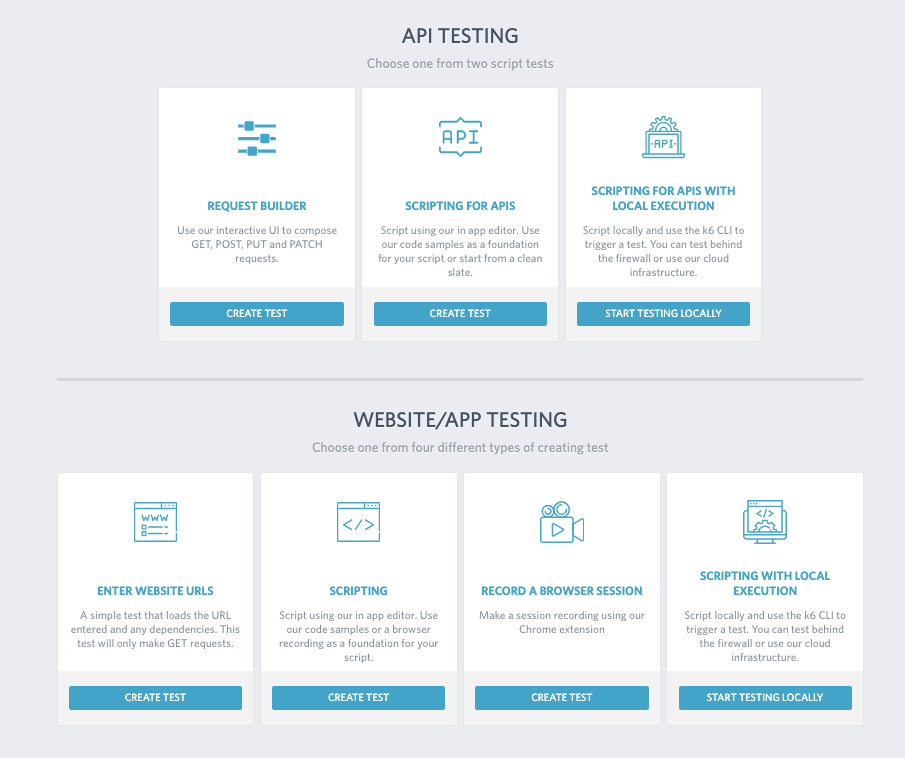 API TESTING
Choose one from two script tests
API
API
REQUEST BUILDER
SCRIPTING FOR APIS
SCRIPTING FOR APIS WITH
LOCAL EXECUTION
Use our interactive UI to compose
GET, POST, PUT and PATCH
requests.
Script using our in app editor. Use
our code samples as a foundation
for your script or start from a clean
slate.
Script locally and use the k6 CLI to
trigger a test. You can test behind
the firewall or use our cloud
infrastructure.
CREATE TEST
CREATE TEST
START TESTING LOCALLY
WEBSITE/APP TESTING
Choose one from four different types of creating test
WWW
</>
</>
ENTER WEBSITE URLS
SCRIPTING
RECORD A BROWSER SESSION
SCRIPTING WITH LOCAL
EXECUTION
A simple test that loads the URL
entered and any dependencies. This
test will only make GET requests.
Script using our in app editor. Use
our code samples or a browser
recording as a foundation for your
script.
Make a session recording using our
Chrome extension
Script locally and use the k6 CLI to
trigger a test. You can test behind
the firewall or use our cloud
infrastructure.
CREATE TEST
CREATE TEST
CREATE TEST
START TESTING LOCALLY